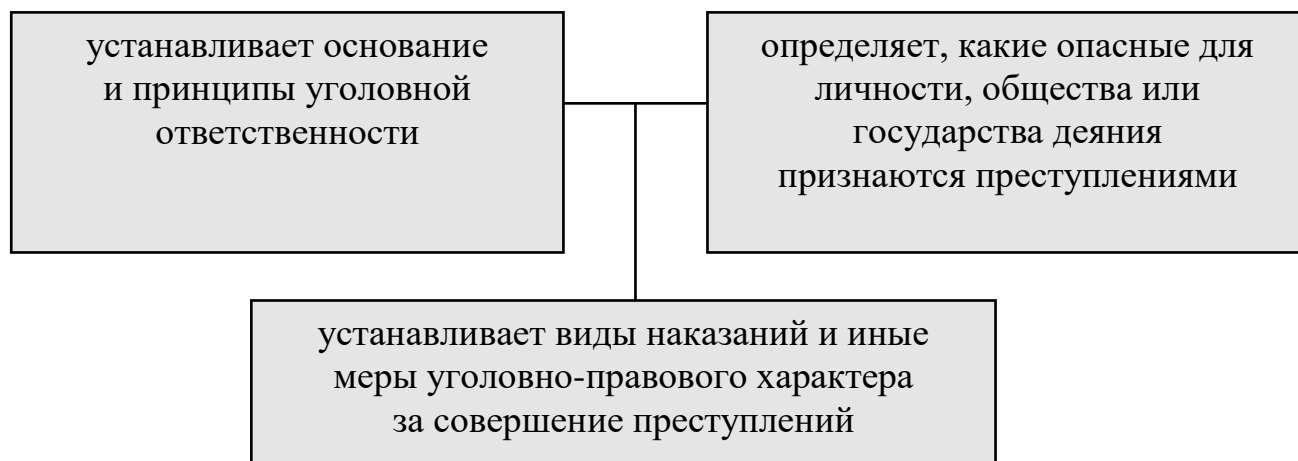 устанавливает основание
и принципы уголовной
ответственности
определяет, какие опасные для
личности, общества или
государства деяния
признаются преступлениями
устанавливает виды наказаний и иные
меры уголовно-правового характера
за совершение преступлений